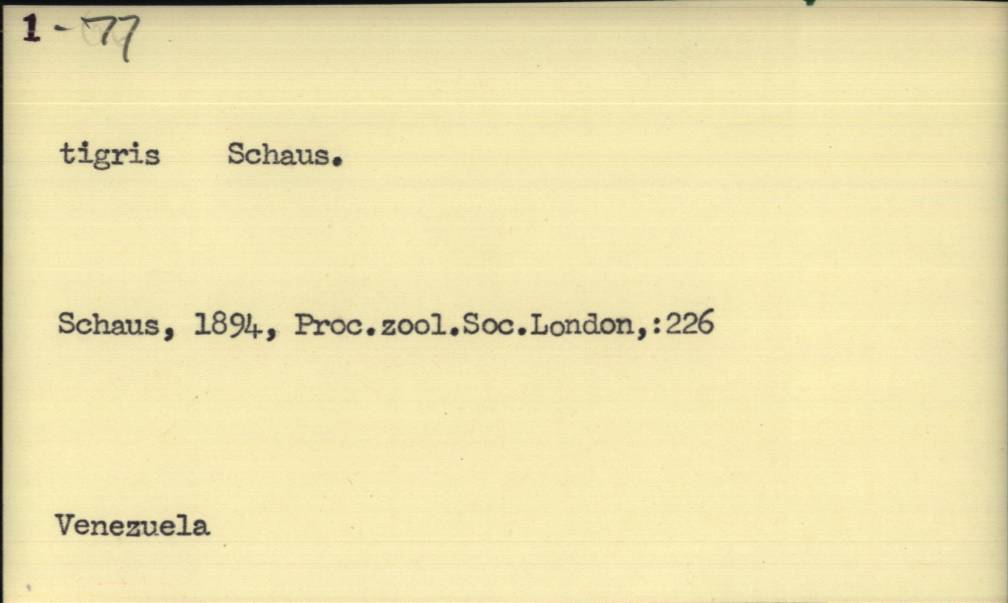 1-77
tigris Schaus.
Schaus, 1894, Proc.zool.Soc.London,:226
Venezuela